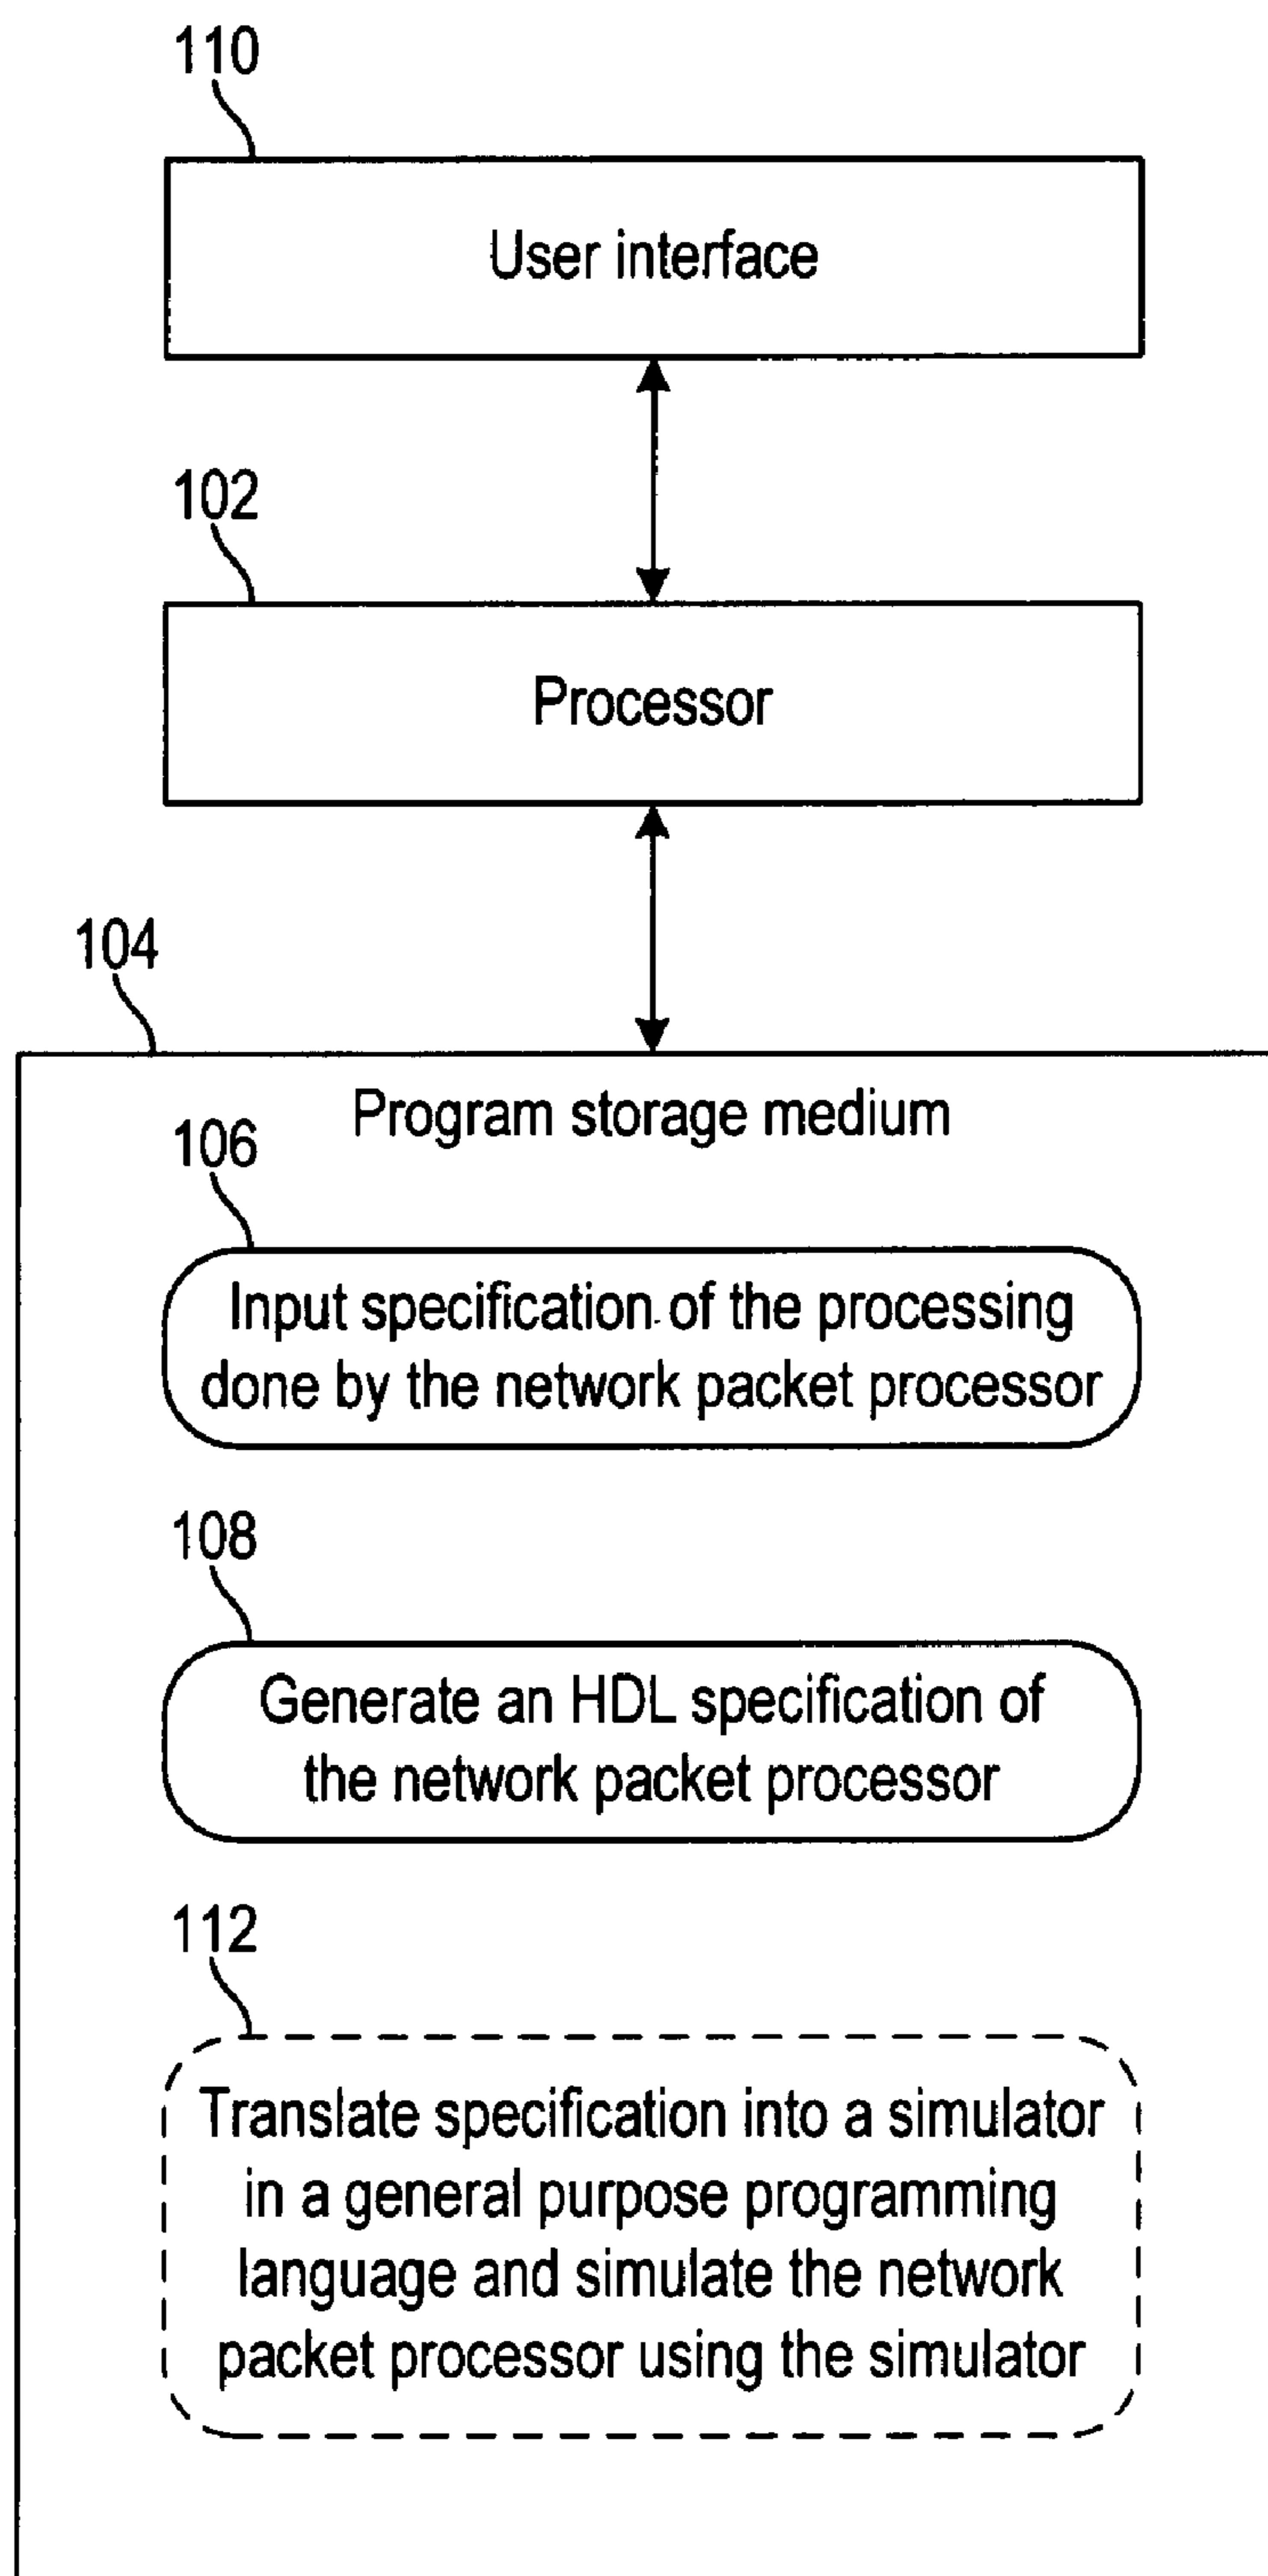 110
User interface
102
Processor
104
Program storage medium
106
Input specification of the processing
done by the network packet processor
108
Generate an HDL specification of
the network packet processor
112
Translate specification into a simulator
in a general purpose programming
language and simulate the network
packet processor using the simulator